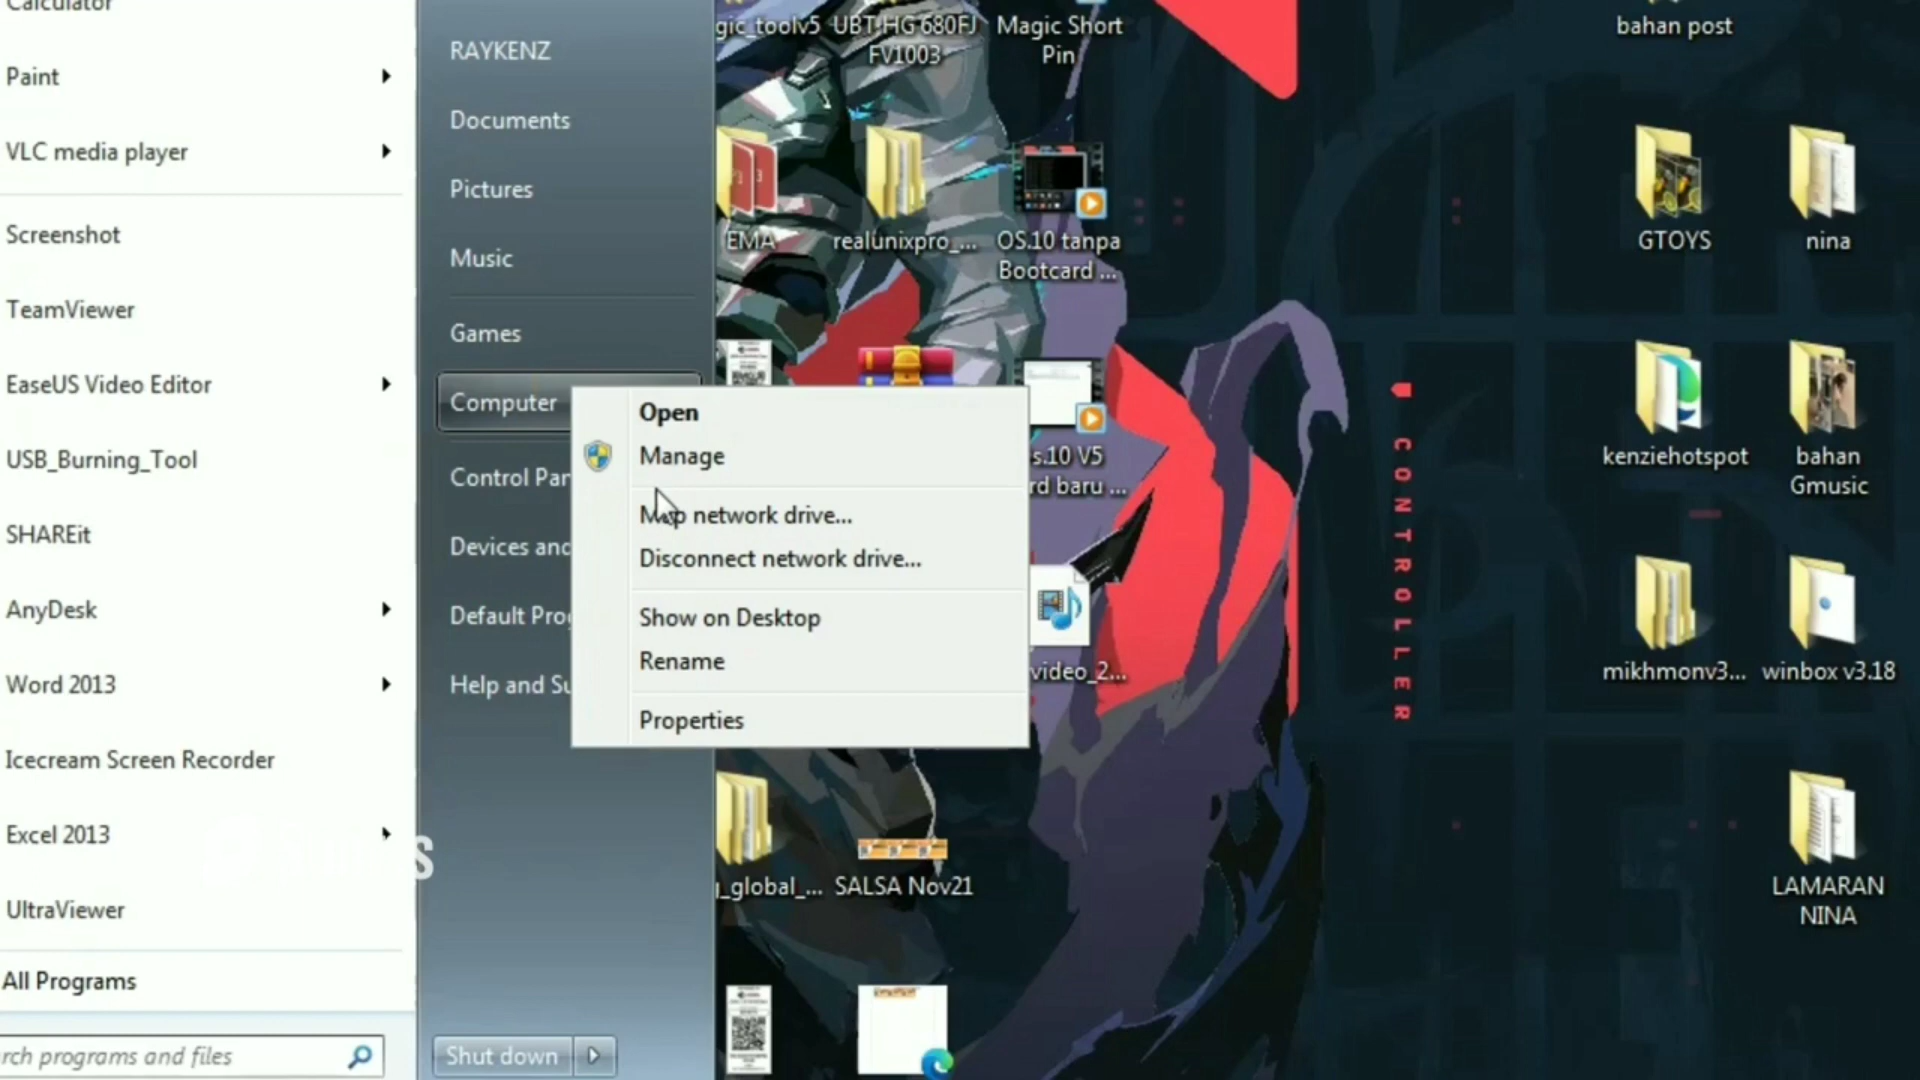 Calculator
Paint
VLC media player
Screenshot
TeamViewer
EaseUS Video Editor
USB_Burning_Tool
SHAREit
AnyDesk
Word 2013
Icecream Screen Recorder
Excel 2013
UltraViewer
All Programs
rch programs and files
RAYKENZ
Documents
Pictures
Music
Games
Computer
Control Pan
Devices and
Default Prog
Help and Su
Shut down
Open
Manage
Map network drive...
Disconnect network drive...
Show on Desktop
Rename
Properties
gic_toolv5
UBT HG 680FJ
FV1003
Magic Short
Pin
EMA
realunixpro_...
OS.10 tanpa
Bootcard ...
s.10 V5
rd baru ...
video_2...
_global_...
SALSA Nov21
CONTROLLER
bahan post
GTOYS
nina
kenziehotspot
bahan
Gmusic
mikhmonv3...
winbox v3.18
LAMARAN
NINA